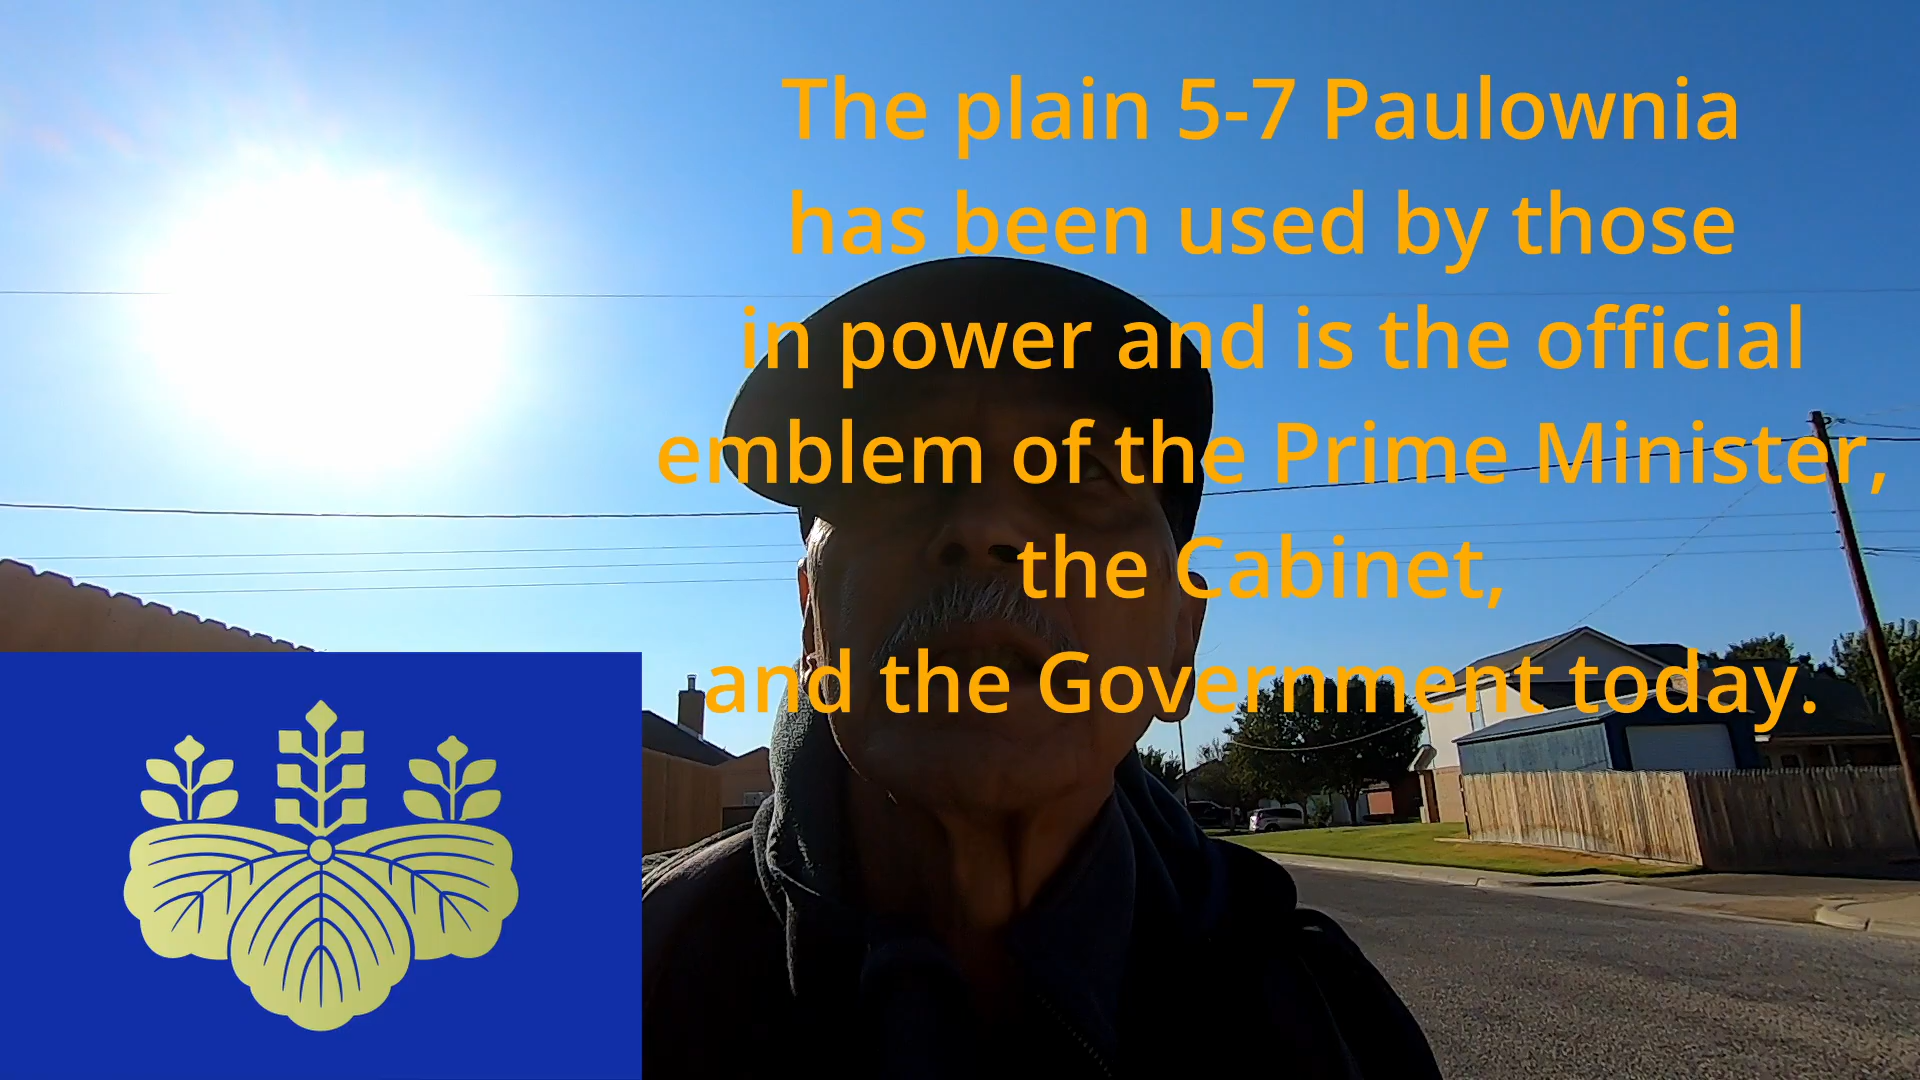 The plain 5-7 Paulownia
has been used by those
in power and is the official
emblem of the Prime Minister,
the Cabinet,
and the Government today.